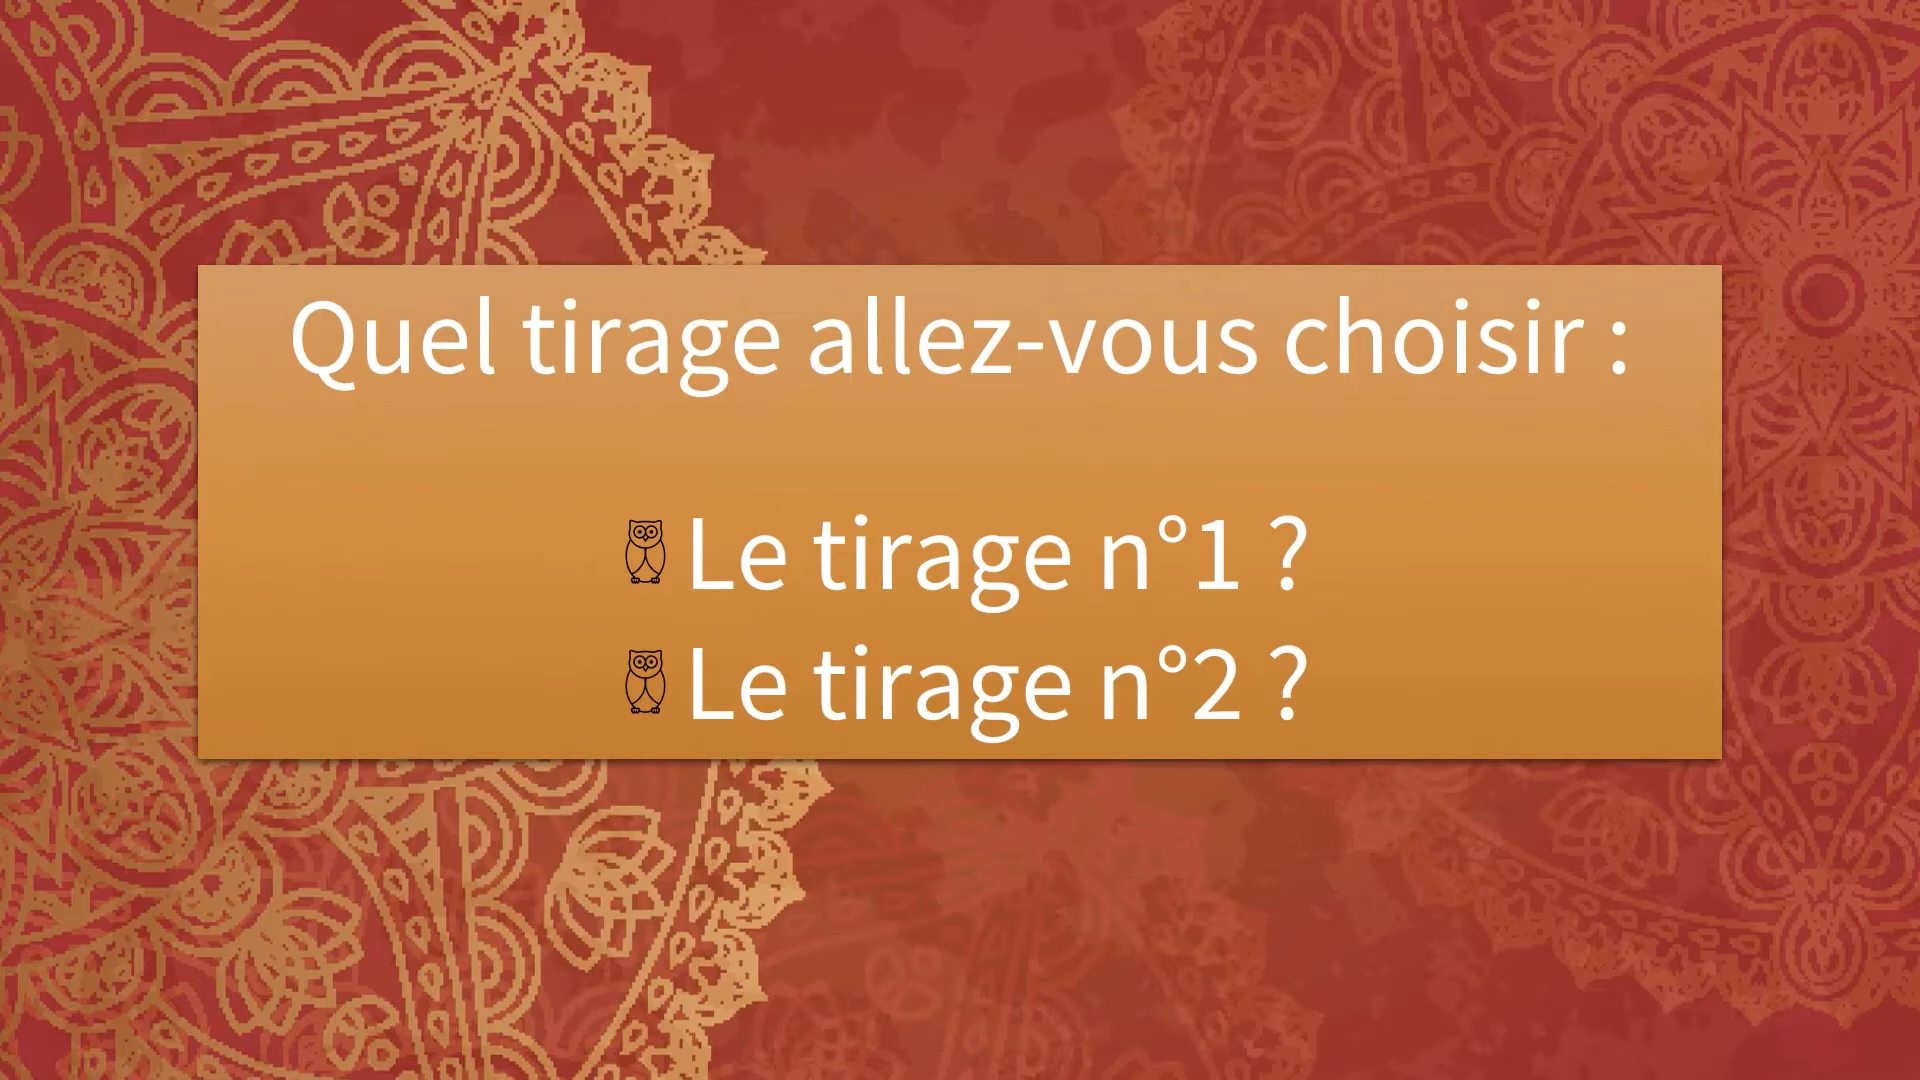 Quel tirage allez-vous choisir :
Le tirage n°1 ?
Le tirage n°2 ?